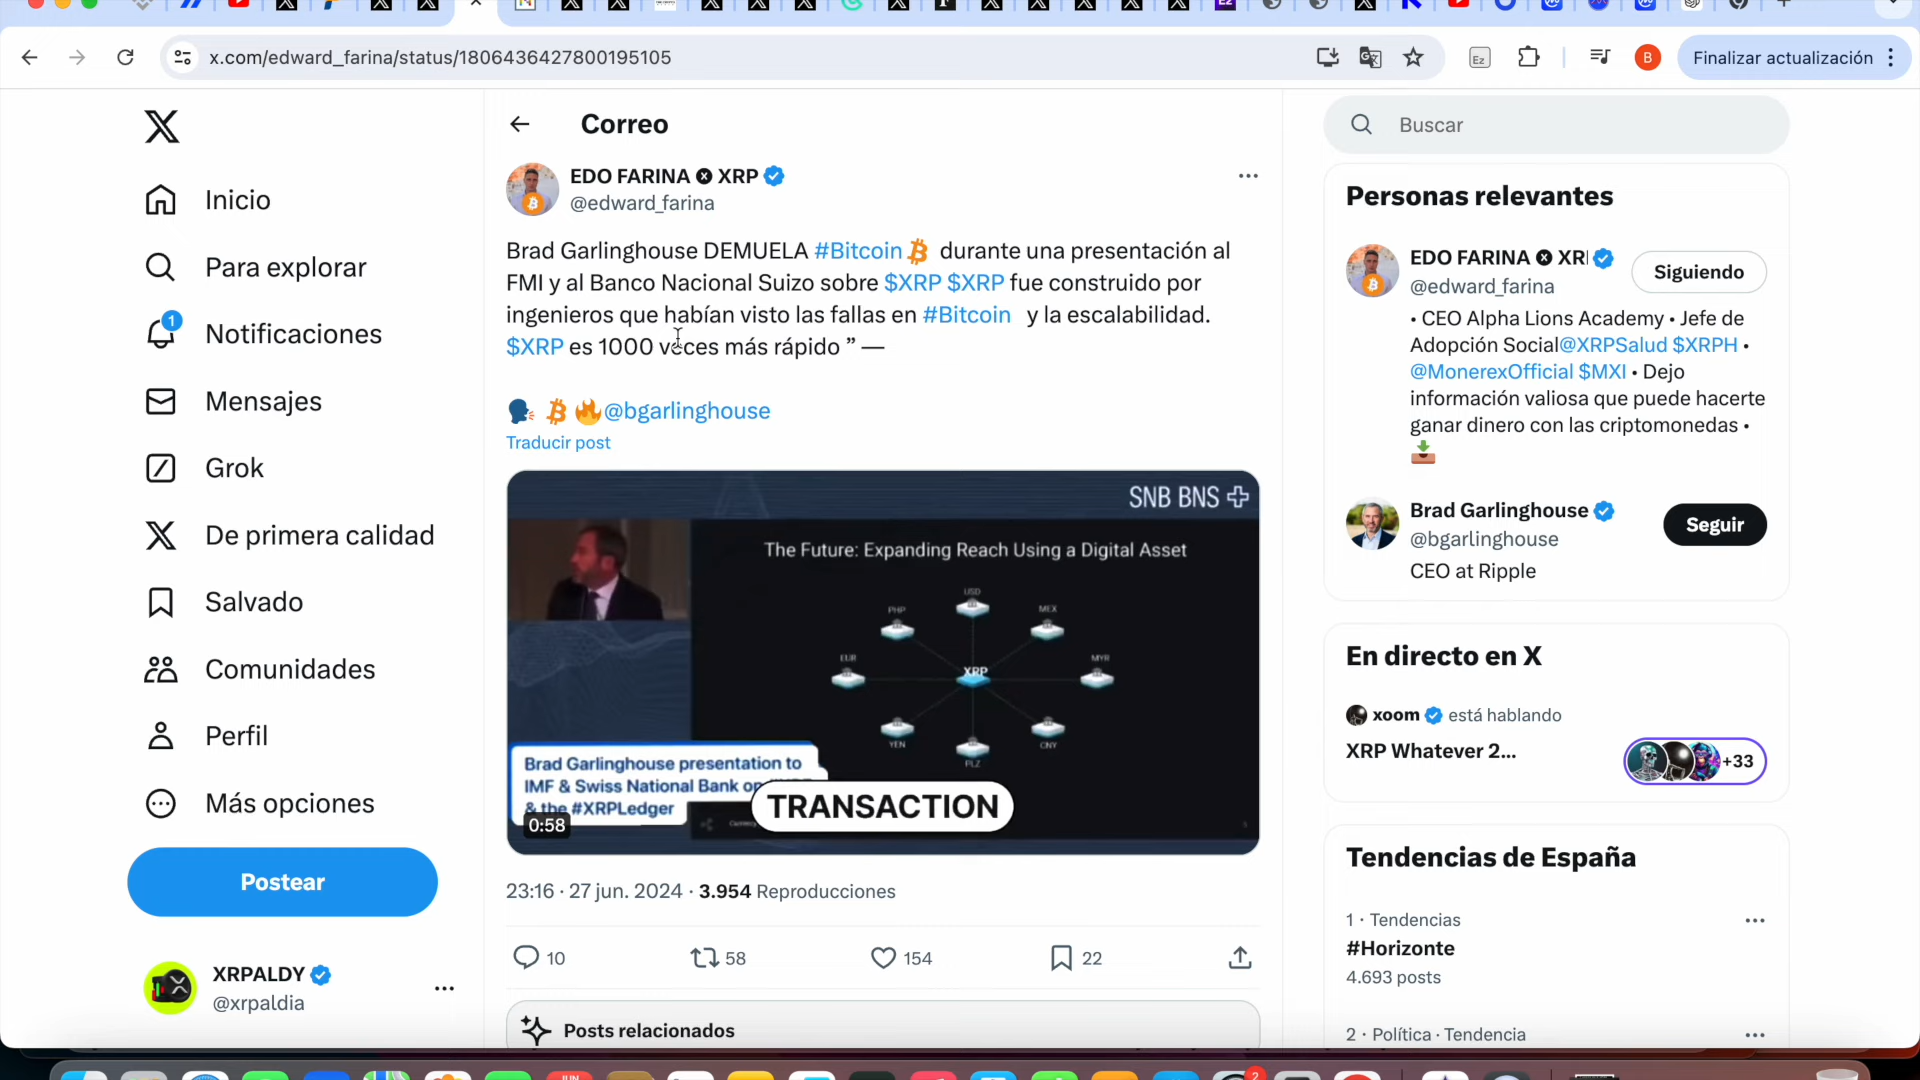 x.com/edward_farina/status/1806436427800195105
Ez
B
Finalizar actualización
Inicio
Para explorar
1
Notificaciones
Mensajes
Grok
De primera calidad
Salvado
Comunidades
Perfil
Más opciones
Postear
XRPALDY
@xrpaldia
Correo
EDO FARINA XRP
@edward_farina
Brad Garlinghouse DEMUELA #Bitcoin durante una presentación al
FMI y al Banco Nacional Suizo sobre $XRP $XRP fue construido por
ingenieros que habían visto las fallas en #Bitcoin y la escalabilidad.
$XRP es 1000 veces más rápido ” —
@bgarlinghouse
Traducir post
SNB BNS
The Future: Expanding Reach Using a Digital Asset
USD
PHP
MEX
EUR
XRP
MYR
YEN
CNY
PLZ
Brad Garlinghouse presentation to
IMF & Swiss National Bank on
& the #XRPLedger
TRANSACTION
0:58
23:16 · 27 jun. 2024 · 3.954 Reproducciones
10
58
154
22
Posts relacionados
Buscar
Personas relevantes
EDO FARINA XRI
@edward_farina
Siguiendo
• CEO Alpha Lions Academy • Jefe de
Adopción Social@XRPSalud $XRPH •
@MonerexOfficial $MXI • Dejo
información valiosa que puede hacerte
ganar dinero con las criptomonedas •
Brad Garlinghouse
@bgarlinghouse
Seguir
CEO at Ripple
En directo en X
xoom está hablando
XRP Whatever 2...
+33
Tendencias de España
1 · Tendencias
#Horizonte
4.693 posts
2 · Política · Tendencia
JUN
2